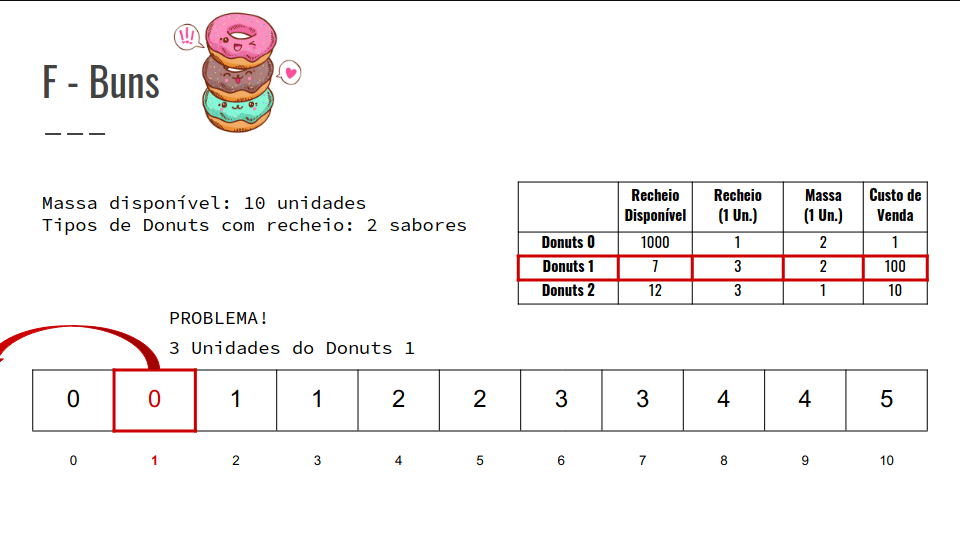 !!!
F - Buns
Massa disponível: 10 unidades
Tipos de Donuts com recheio: 2 sabores
Recheio Disponível Recheio (1 Un.) Massa (1 Un.) Custo de Venda
Donuts 0 1000 1 2 1
Donuts 1 7 3 2 100
Donuts 2 12 3 1 10
PROBLEMA!
3 Unidades do Donuts 1
0 0 1 1 2 2 3 3 4 4 5
0 1 2 3 4 5 6 7 8 9 10